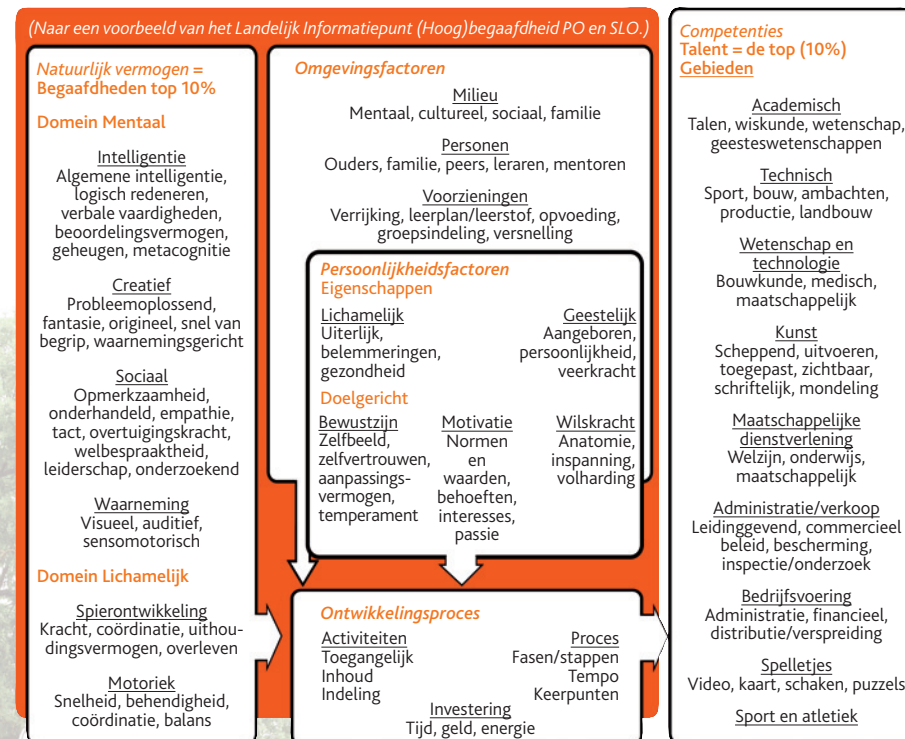 (Naar een voorbeeld van het Landelijk Informatiepunt (Hoog)begaafdheid PO en SLO.)
Natuurlijk vermogen =
Begaafdheden top 10%
Domein Mentaal
Intelligentie
Algemene intelligentie,
logisch redeneren,
verbale vaardigheden,
beoordelingsvermogen,
geheugen, metacognitie
Creatief
Probleemoplossend,
fantasie, origineel, snel van
begrip, waarnemingsgericht
Sociaal
Opmerkzaamheid,
onderhandeld, empathie,
tact, overtuigingskracht,
welbespraaktheid,
leiderschap, onderzoekend
Waarneming
Visueel, auditief,
sensomotorisch
Domein Lichamelijk
Spierontwikkeling
Kracht, coördinatie, uithou-
dingsvermogen, overleven
Motoriek
Snelheid, behendigheid,
coördinatie, balans
Omgevingsfactoren
Milieu
Mentaal, cultureel, sociaal, familie
Personen
Ouders, familie, peers, leraren, mentoren
Voorzieningen
Verrijking, leerplan/leerstof, opvoeding,
groepsindeling, versnelling
Persoonlijkheidsfactoren
Eigenschappen
Lichamelijk
Uiterlijk,
belemmeringen,
gezondheid
Geestelijk
Aangeboren,
persoonlijkheid,
veerkracht
Doelgericht
Bewustzijn
Zelfbeeld,
zelfvertrouwen,
aanpassings-
vermogen,
temperament
Motivatie
Normen
en
waarden,
behoeften,
interesses,
passie
Wilskracht
Anatomie,
inspanning,
volharding
Ontwikkelingsproces
Activiteiten
Toegangelijk
Inhoud
Indeling
Proces
Fasen/stappen
Tempo
Keerpunten
Investering
Tijd, geld, energie
Competenties
Talent = de top (10%)
Gebieden
Academisch
Talen, wiskunde, wetenschap,
geesteswetenschappen
Technisch
Sport, bouw, ambachten,
productie, landbouw
Wetenschap en
technologie
Bouwkunde, medisch,
maatschappelijk
Kunst
Scheppend, uitvoeren,
toegepast, zichtbaar,
schriftelijk, mondeling
Maatschappelijke
dienstverlening
Welzijn, onderwijs,
maatschappelijk
Administratie/verkoop
Leidinggevend, commercieel
beleid, bescherming,
inspectie/onderzoek
Bedrijfsvoering
Administratie, financieel,
distributie/verspreiding
Spelletjes
Video, kaart, schaken, puzzels
Sport en atletiek